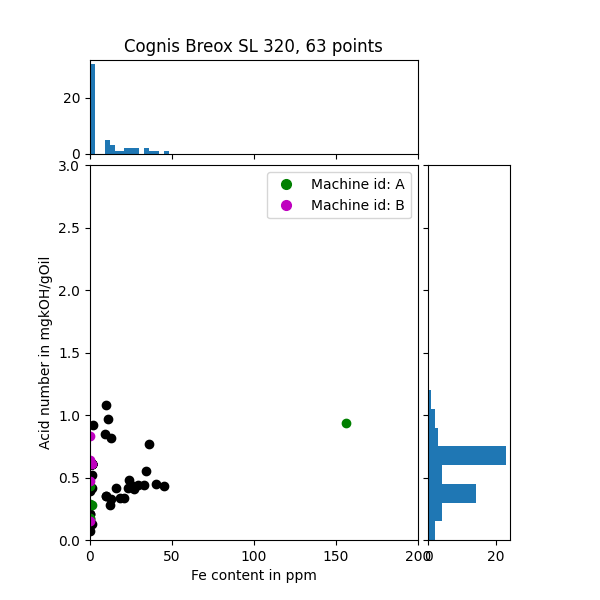 Cognis Breox SL 320, 63 points
20
0
3.0
2.5
2.0
1.5
1.0
0.5
0.0
Acid number in mgkOH/gOil
Machine id: A
Machine id: B
0 50 100 150 200
0 20
Fe content in ppm